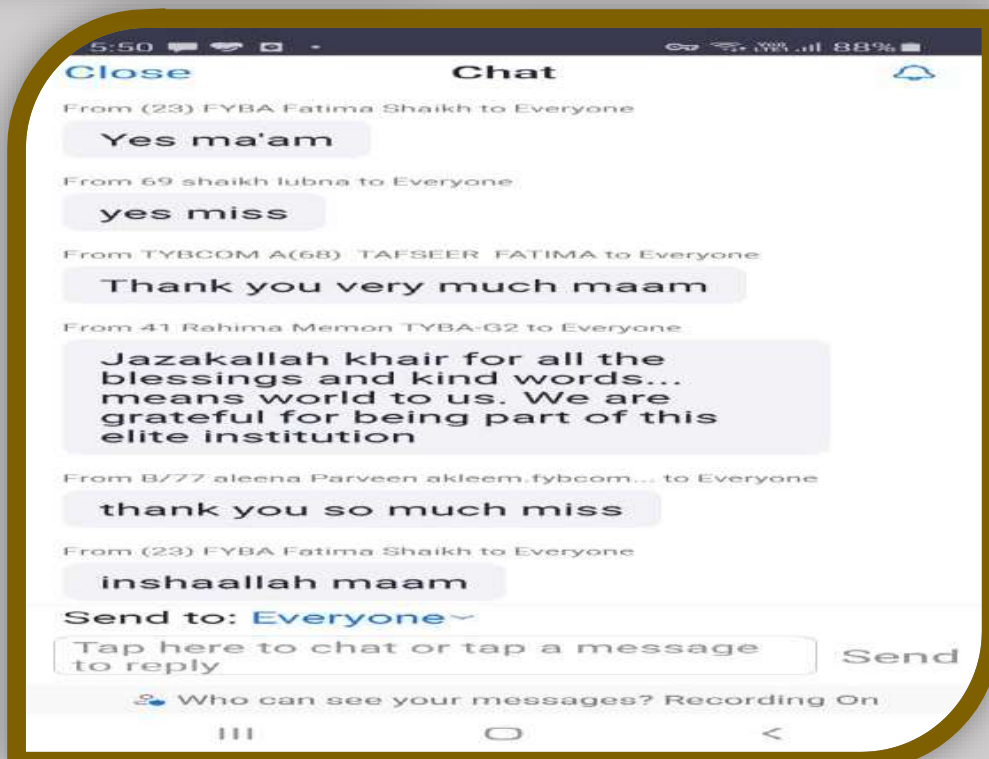 5:50 88%
Close Chat
From (23) FYBA Fatima Shaikh to Everyone
Yes ma'am
From 69 shaikh lubna to Everyone
yes miss
From TYBCOM A(68) TAFSEER FATIMA to Everyone
Thank you very much maam
From 41 Rahima Memon TYBA-G2 to Everyone
Jazakallah khair for all the
blessings and kind words...
means world to us. We are
grateful for being part of this
elite institution
From B/77 aleena Parveen akleem.fybcom... to Everyone
thank you so much miss
From (23) FYBA Fatima Shaikh to Everyone
inshaallah maam
Send to: Everyone
Tap here to chat or tap a message
to reply
Send
Who can see your messages? Recording On